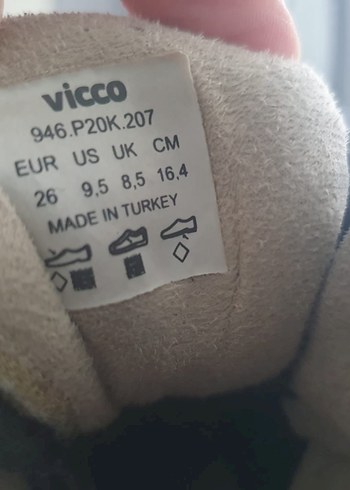 vicco
946.P20K.207
EUR US UK CM
26 9,5 8,5 16,4
MADE IN TURKEY